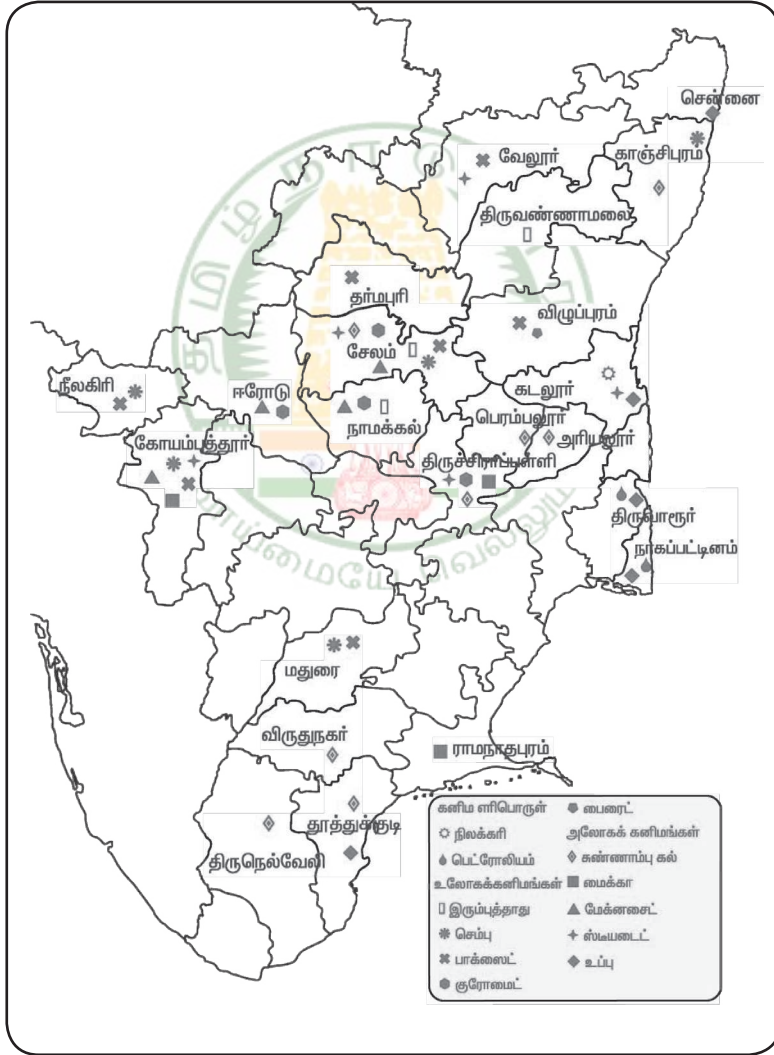 சென்னை
வேலூர்
காஞ்சிபுரம்
திருவண்ணாமலை
தர்மபுரி
விழுப்புரம்
சேலம்
நீலகிரி
ஈரோடு
கடலூர்
நாமக்கல்
பெரம்பலூர்
அரியலூர்
கோயம்புத்தூர்
திருச்சிராப்புள்ளி
திருவாரூர்
நாகப்பட்டினம்
மதுரை
விருதுநகர்
ராமநாதபுரம்
தூத்துக்குடி
திருநெல்வேலி
கனிம எரிபொருள்
நிலக்கரி
பெட்ரோலியம்
உலோகக்கனிமங்கள்
இரும்புத்தாது
செம்பு
பாக்ஸைட்
குரோமைட்
பைரைட்
அலோகக் கனிமங்கள்
சுண்ணாம்பு கல்
மைக்கா
மேக்னசைட்
ஸ்டீயடைட்
உப்பு
தமிழ் நாடு
வாய்மையே வெல்லும்